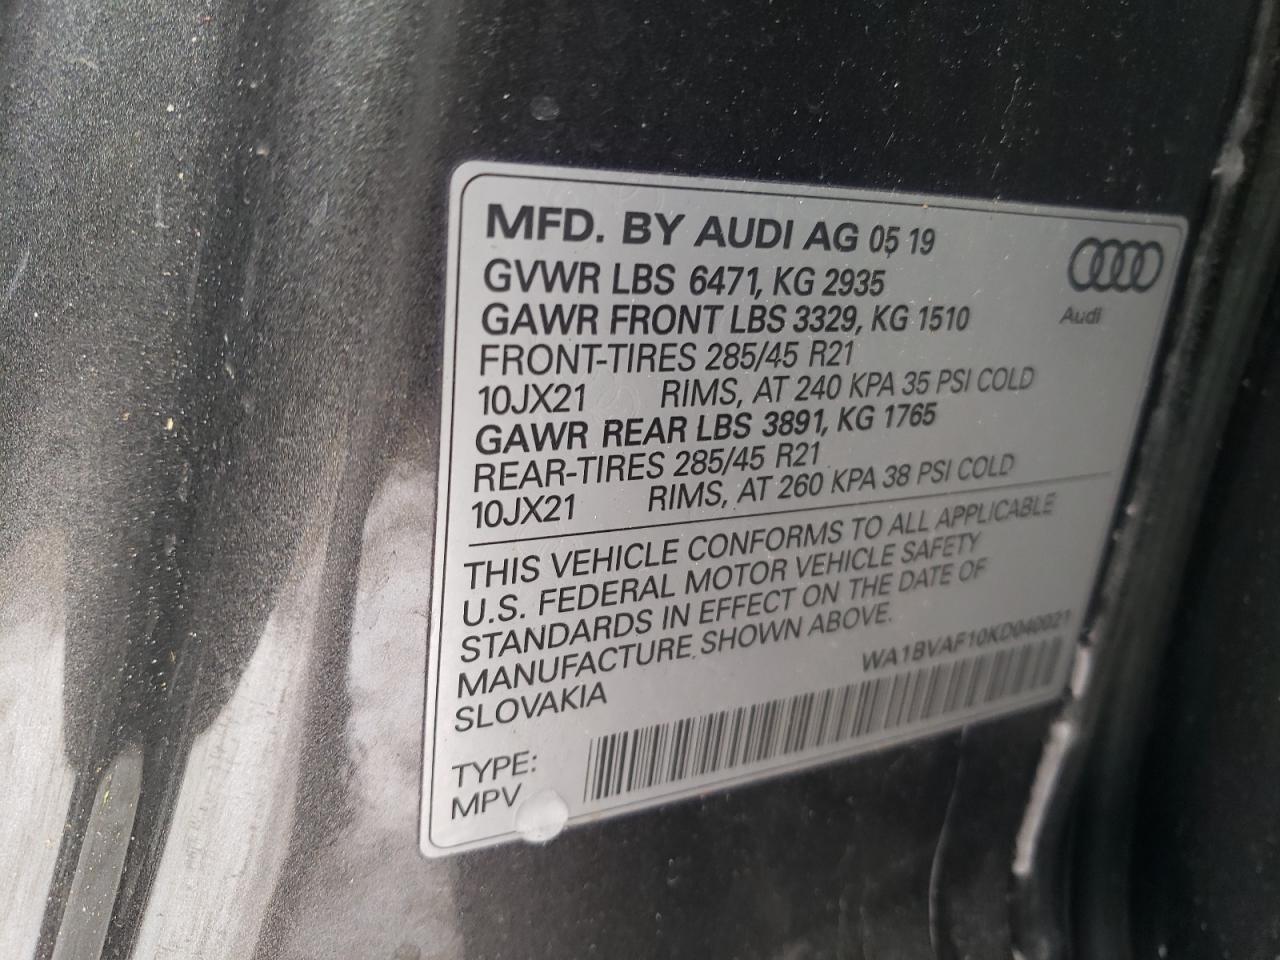 MFD. BY AUDI AG 05 19
GVWR LBS 6471, KG 2935
GAWR FRONT LBS 3329, KG 1510
FRONT-TIRES 285/45 R21
10JX21 RIMS, AT 240 KPA 35 PSI COLD
GAWR REAR LBS 3891, KG 1765
REAR-TIRES 285/45 R21
10JX21 RIMS, AT 260 KPA 38 PSI COLD
Audi
THIS VEHICLE CONFORMS TO ALL APPLICABLE
U.S. FEDERAL MOTOR VEHICLE SAFETY
STANDARDS IN EFFECT ON THE DATE OF
MANUFACTURE SHOWN ABOVE.
SLOVAKIA
WA1BVAF10KD040021
TYPE:
MPV